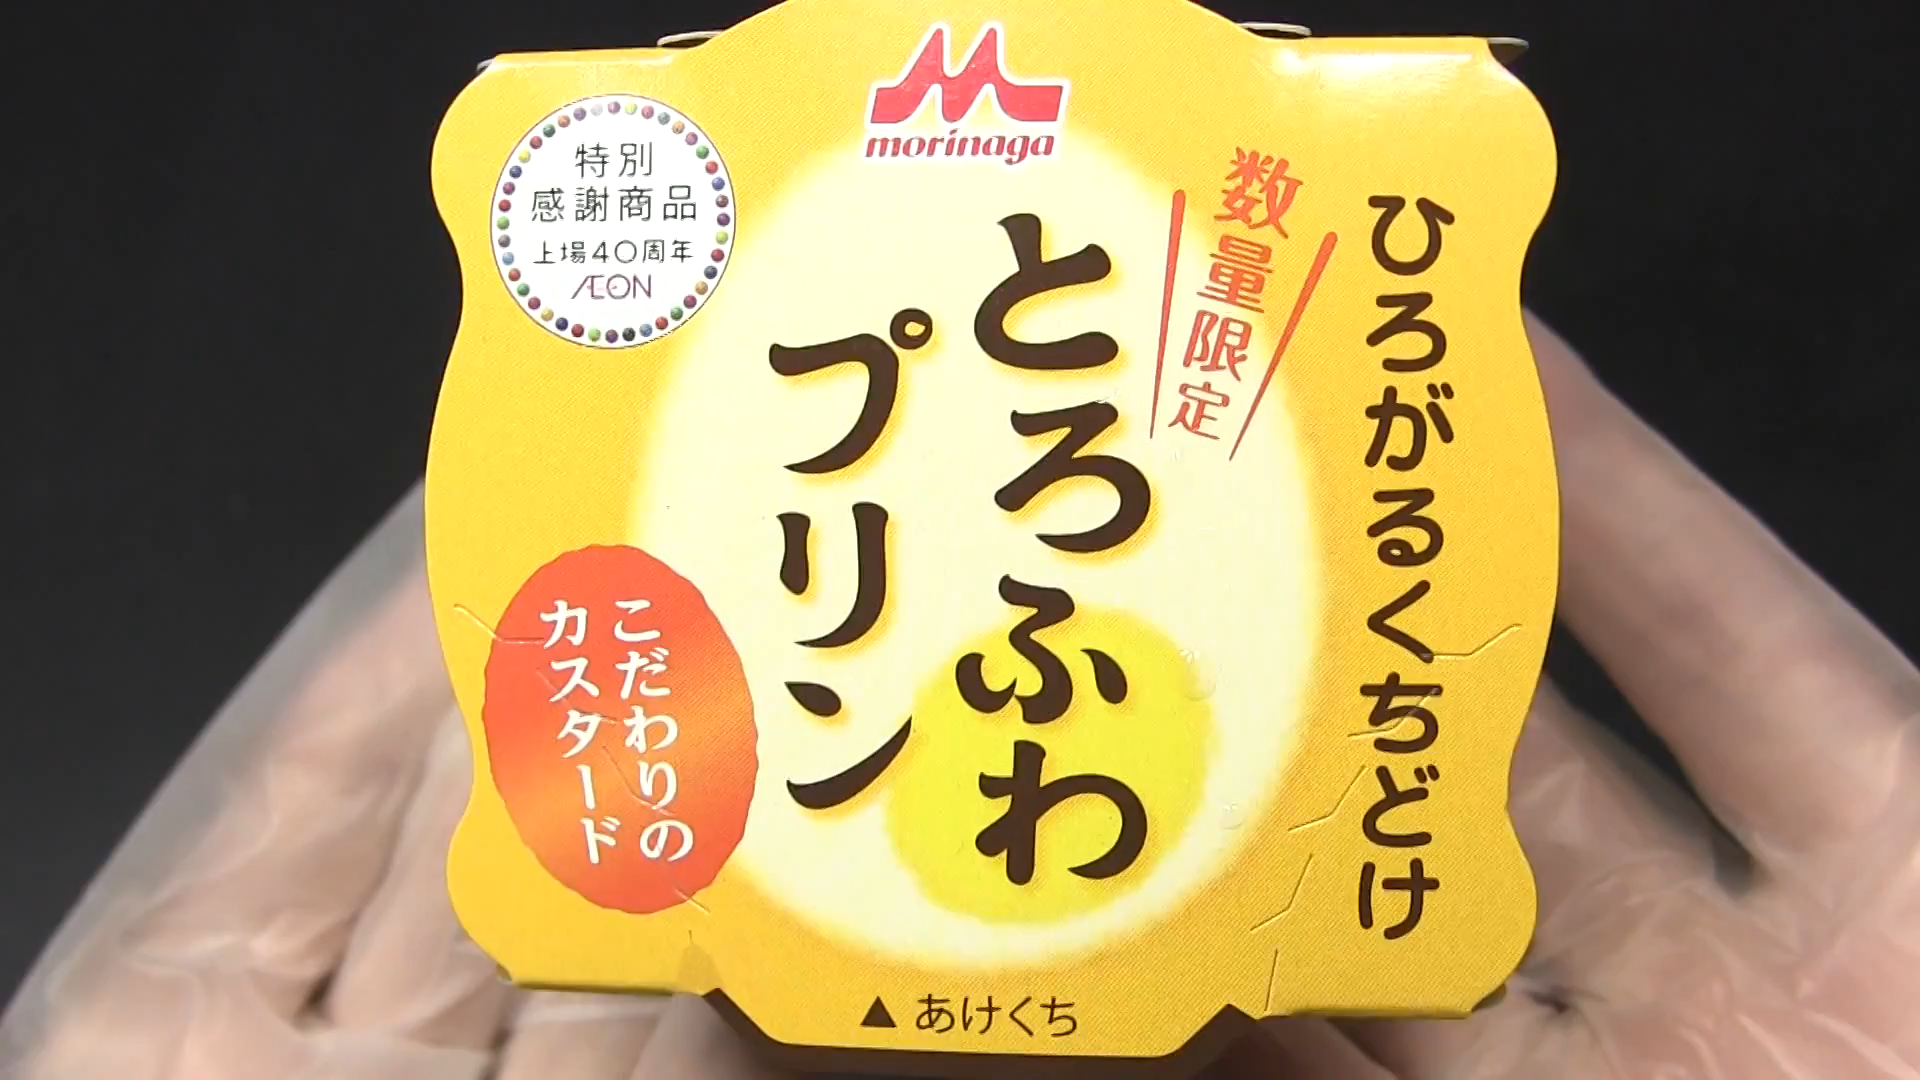 morinaga
特別
感謝商品
上場40周年
ÆON
ひろがるくちどけ
数量限定
とろふわ
プリン
こだわりの
カスタード
▲あけくち